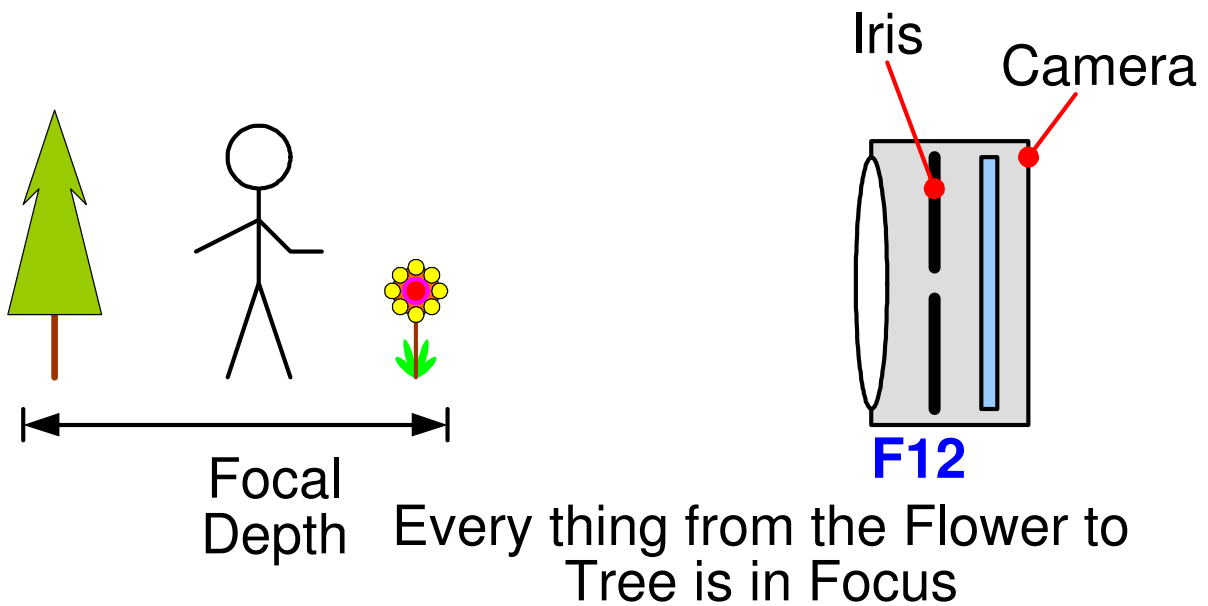 Iris
Camera
F12
Focal
Depth
Every thing from the Flower to
Tree is in Focus